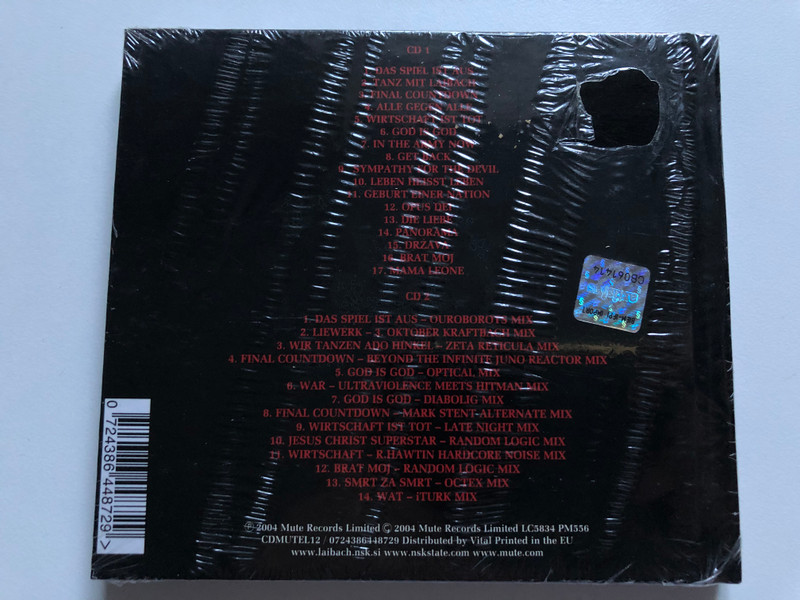 CD 1
1. DAS SPIEL IST AUS
2. TANZ MIT LAIBACH
3. FINAL COUNTDOWN
4. ALLE GEGEN ALLE
5. WIRTSCHAFT IST TOT
6. GOD IS GOD
7. IN THE ARMY NOW
8. GET BACK
9. SYMPATHY FOR THE DEVIL
10. LEBEN HEISST LEBEN
11. GEBURT EINER NATION
12. OPUS DEI
13. DIE LIEBE
14. PANORAMA
15. DRZAVA
16. BRAT MOJ
17. MAMA LEONE
CD 2
1. DAS SPIEL IST AUS – OUROBOROTS MIX
2. LIEWERK – 3. OKTOBER KRAFTBACH MIX
3. WIR TANZEN ADO HINKEL – ZETA RETICULA MIX
4. FINAL COUNTDOWN – BEYOND THE INFINITE JUNO REACTOR MIX
5. GOD IS GOD – OPTICAL MIX
6. WAR – ULTRAVIOLENCE MEETS HITMAN MIX
7. GOD IS GOD – DIABOLIG MIX
8. FINAL COUNTDOWN – MARK STENT ALTERNATE MIX
9. WIRTSCHAFT IST TOT – LATE NIGHT MIX
10. JESUS CHRIST SUPERSTAR – RANDOM LOGIC MIX
11. WIRTSCHAFT – R.HAWTIN HARDCORE NOISE MIX
12. BRAT MOJ – RANDOM LOGIC MIX
13. SMRT ZA SMRT – OCTEX MIX
14. WAT – iTURK MIX
℗ 2004 Mute Records Limited © 2004 Mute Records Limited LC5834 PM556
CDMUTEL12 / 0724386448729 Distributed by Vital Printed in the EU
www.laibach.nsk.si www.nskstate.com www.mute.com
0 724386 448729 >
CB061414